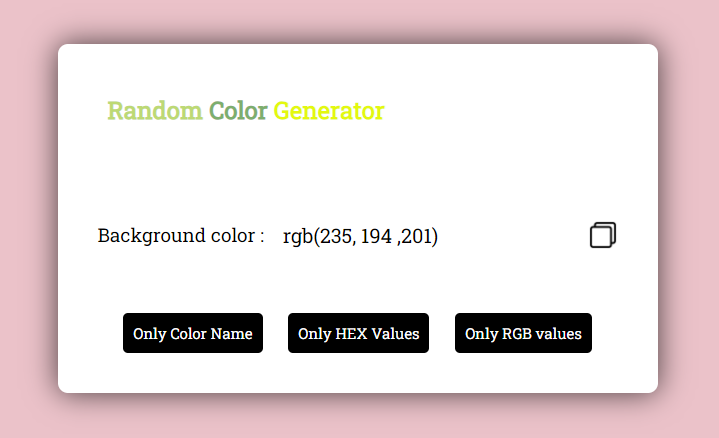 Random Color Generator
Background color : rgb(235, 194 ,201)
Only Color Name Only HEX Values Only RGB values